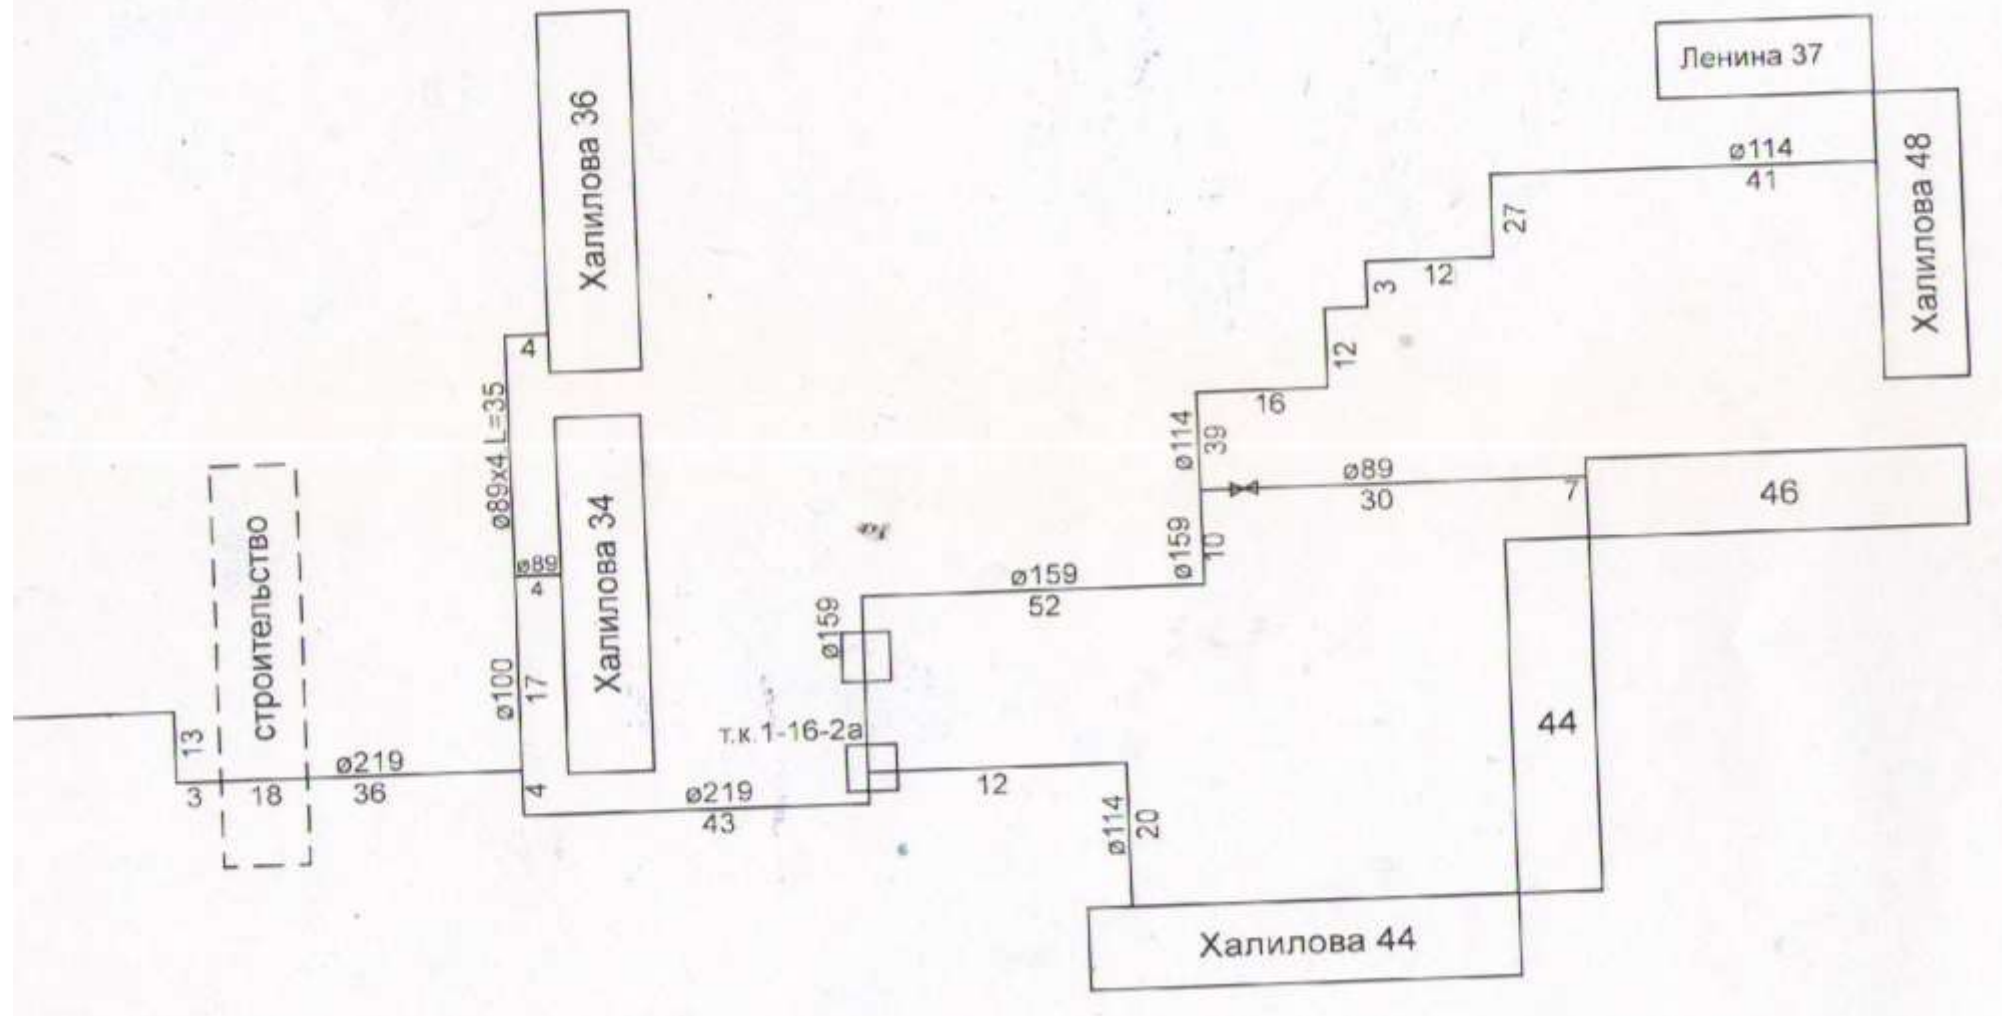 Ленина 37
Халилова 36
ø114
41
Халилова 48
27
12
3
4
12
16
ø89х4 L=35
ø114
39
ø89
30
7
46
Халилова 34
строительство
ø89
4
ø159
10
ø159
52
ø159
ø100
17
т.к.1-16-2а
44
13
ø219
3
18
36
4
ø219
43
12
ø114
20
Халилова 44